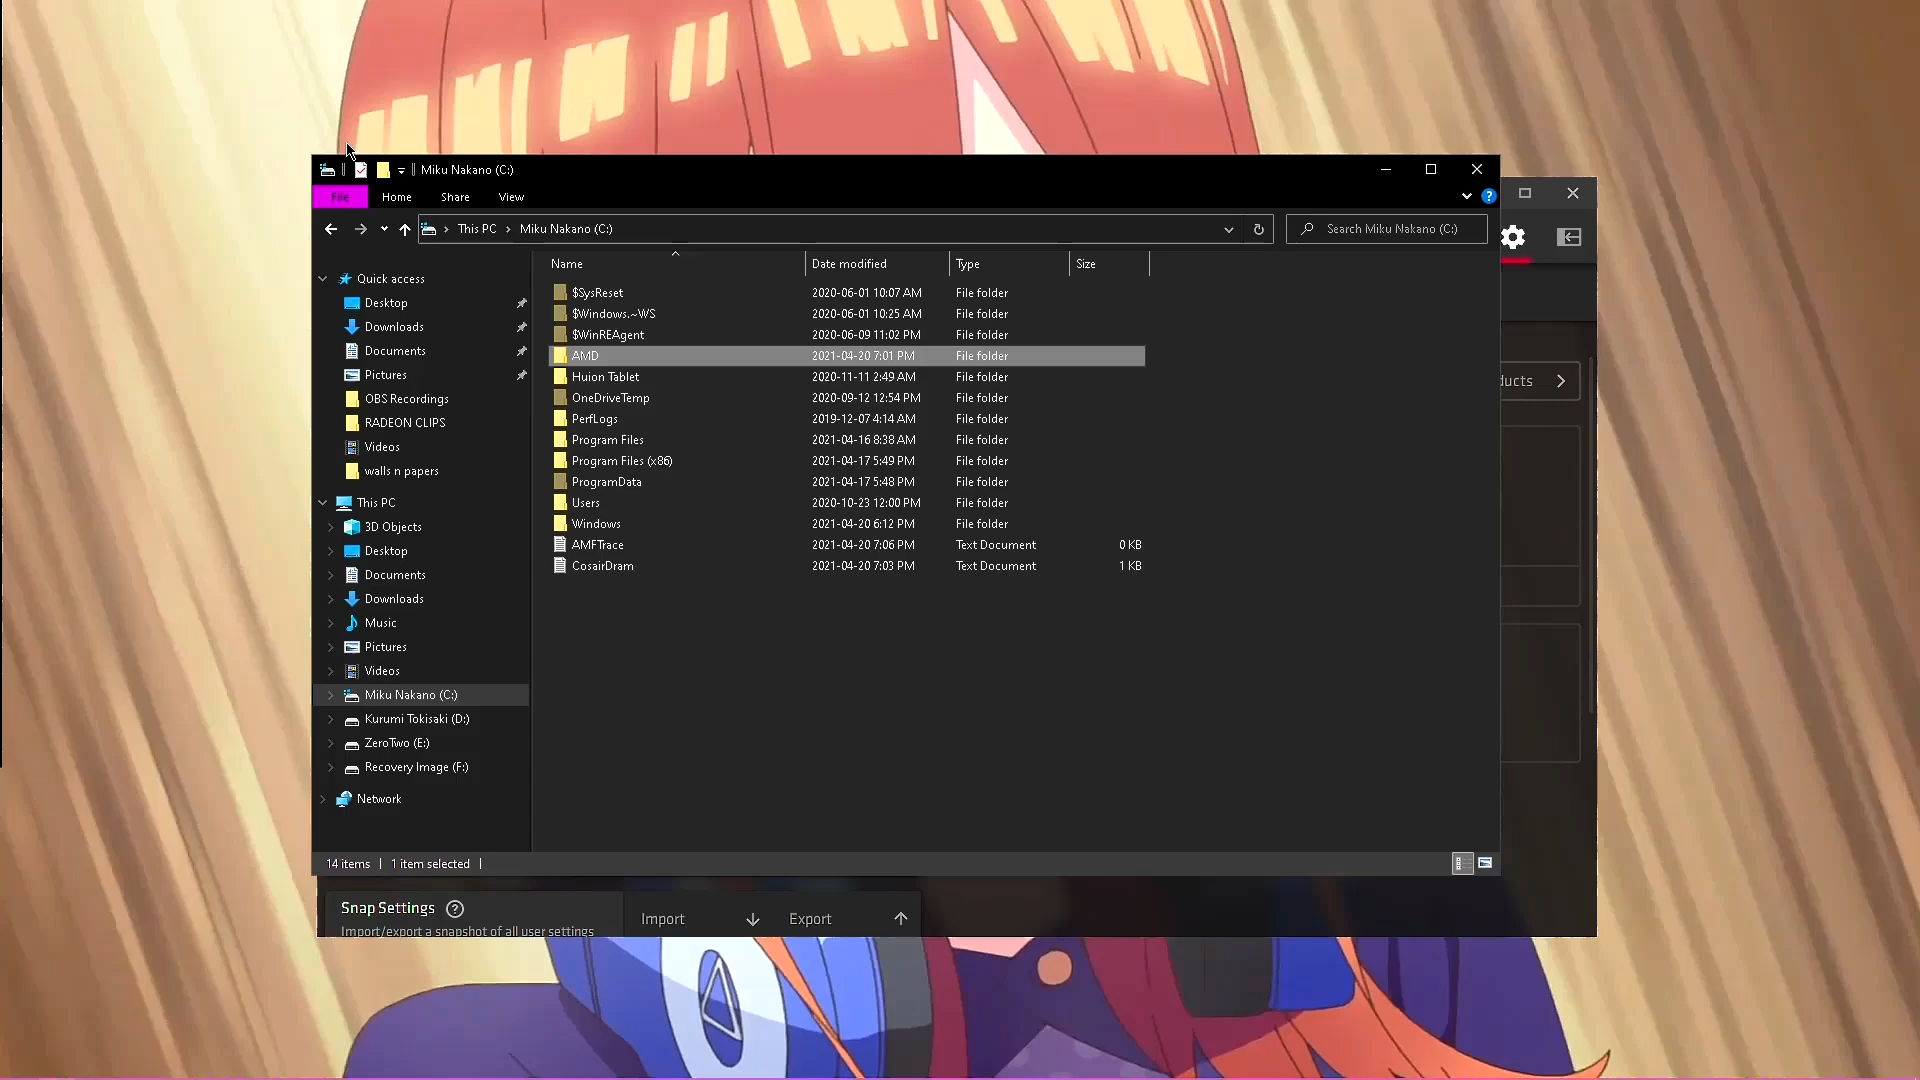 Miku Nakano (C:)
File Home Share View
This PC Miku Nakano (C:) Search Miku Nakano (C:)
Name Date modified Type Size
Quick access
Desktop
Downloads
Documents
Pictures
OBS Recordings
RADEON CLIPS
Videos
walls n papers
This PC
3D Objects
Desktop
Documents
Downloads
Music
Pictures
Videos
Miku Nakano (C:)
Kurumi Tokisaki (D:)
ZeroTwo (E:)
Recovery Image (F:)
Network
$SysReset 2020-06-01 10:07 AM File folder
$Windows.~WS 2020-06-01 10:25 AM File folder
$WinREAgent 2020-06-09 11:02 PM File folder
AMD 2021-04-20 7:01 PM File folder
Huion Tablet 2020-11-11 2:49 AM File folder
OneDriveTemp 2020-09-12 12:54 PM File folder
PerfLogs 2019-12-07 4:14 AM File folder
Program Files 2021-04-16 8:38 AM File folder
Program Files (x86) 2021-04-17 5:49 PM File folder
ProgramData 2021-04-17 5:48 PM File folder
Users 2020-10-23 12:00 PM File folder
Windows 2021-04-20 6:12 PM File folder
AMFTrace 2021-04-20 7:06 PM Text Document 0 KB
CosairDram 2021-04-20 7:03 PM Text Document 1 KB
ducts
14 items 1 item selected
Snap Settings ?
Import/export a snapshot of all user settings
Import Export